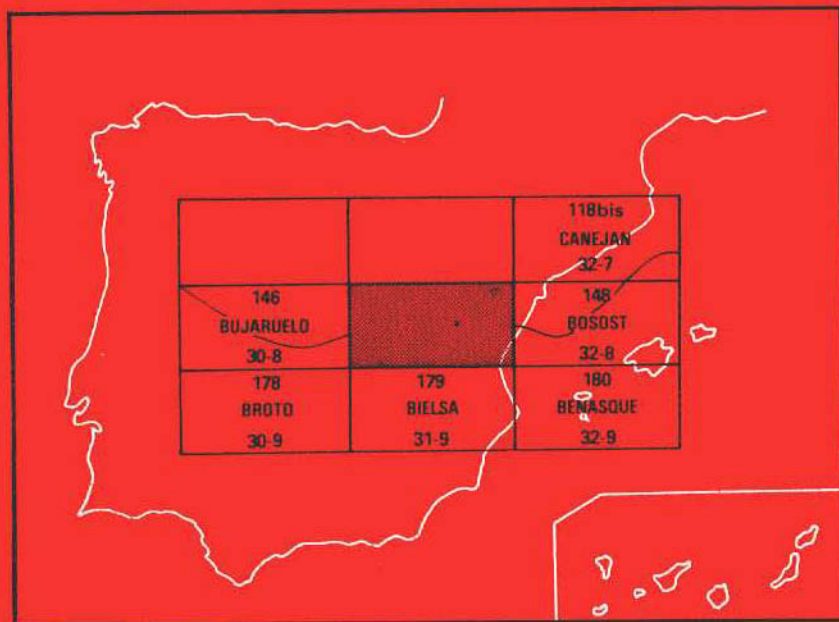 118bis
CANEJAN
32-7
146
BUJARUELO
30-8
148
BOSOST
32-8
178
BROTO
30-9
179
BIELSA
31-9
180
BENASQUE
32-9